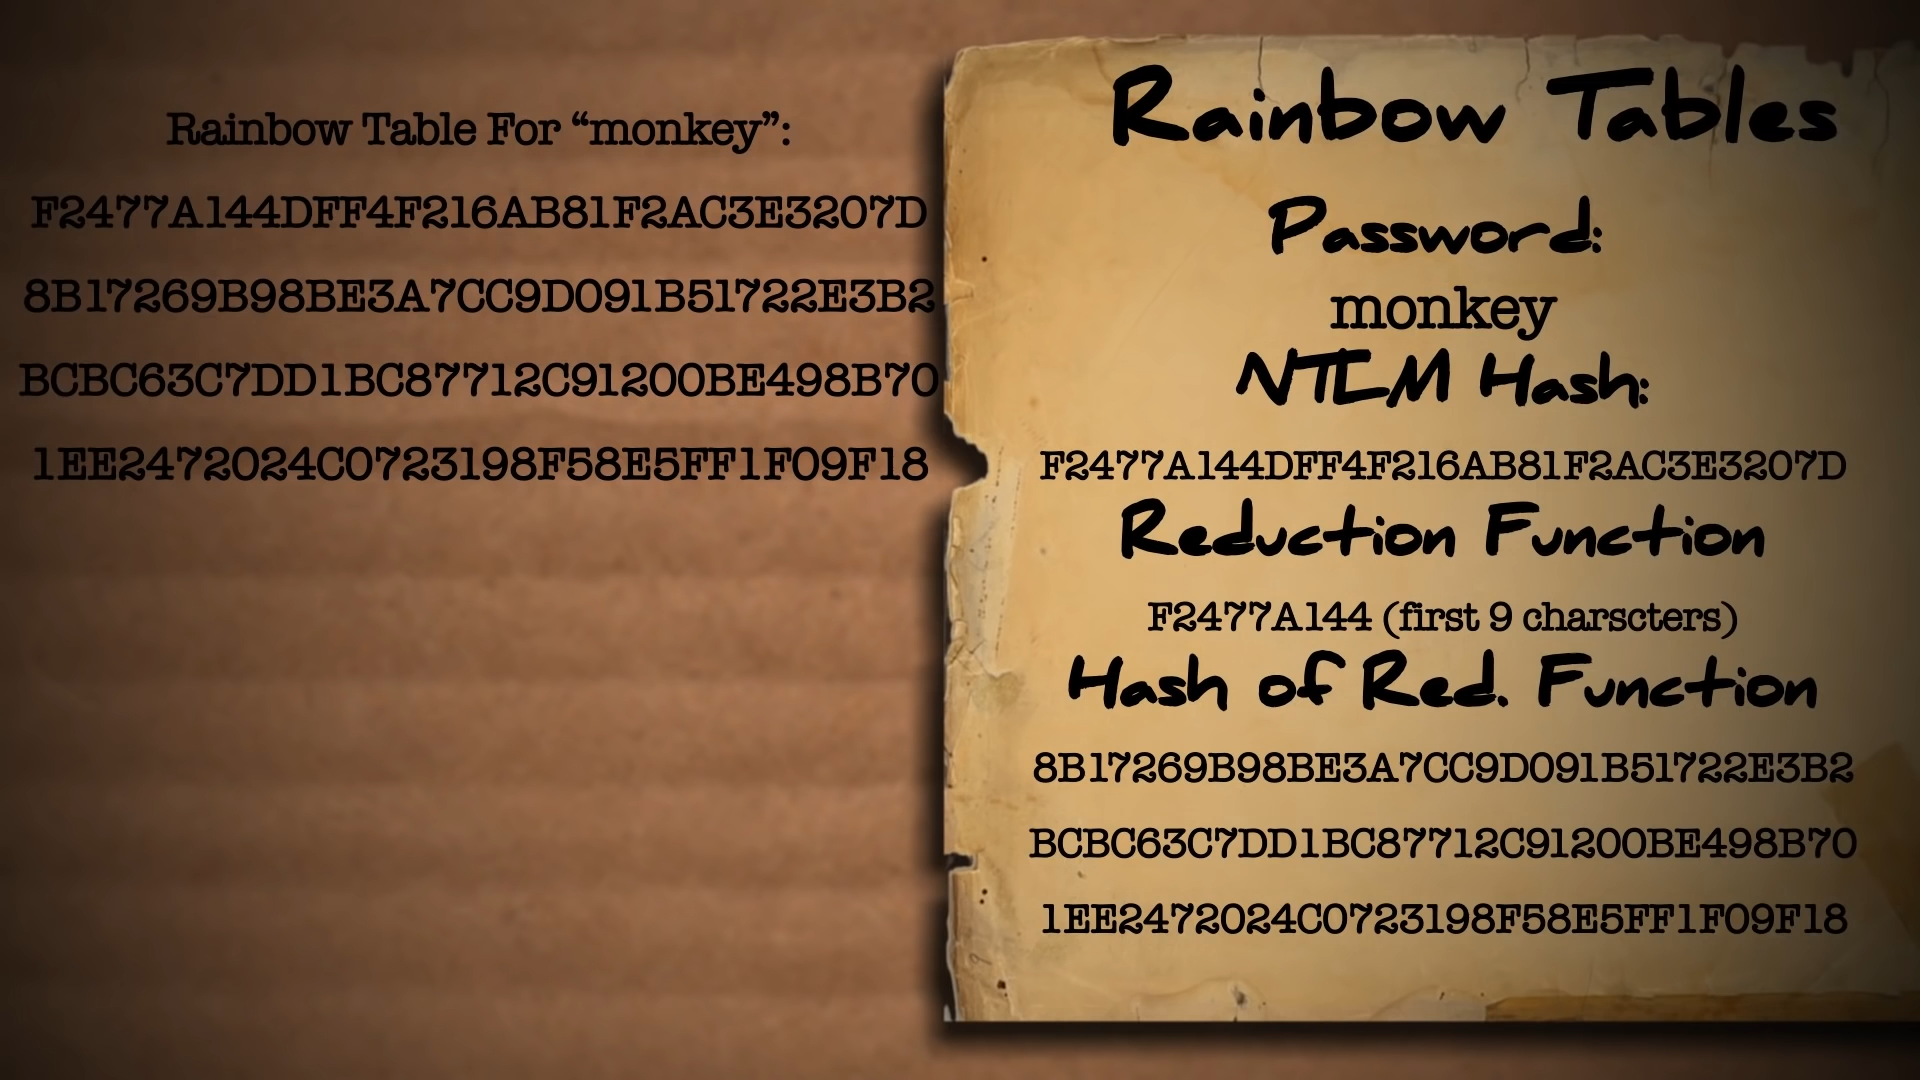 Rainbow Table For “monkey”:
F2477A144DFF4F216AB81F2AC3E3207D
8B17269B98BE3A7CC9D091B51722E3B2
BCBC63C7DD1BC87712C91200BE498B70
1EE2472024C0723198F58E5FF1F09F18
Rainbow Tables
Password:
monkey
NTLM Hash:
F2477A144DFF4F216AB81F2AC3E3207D
Reduction Function
F2477A144 (first 9 charscters)
Hash of Red. Function
8B17269B98BE3A7CC9D091B51722E3B2
BCBC63C7DD1BC87712C91200BE498B70
1EE2472024C0723198F58E5FF1F09F18